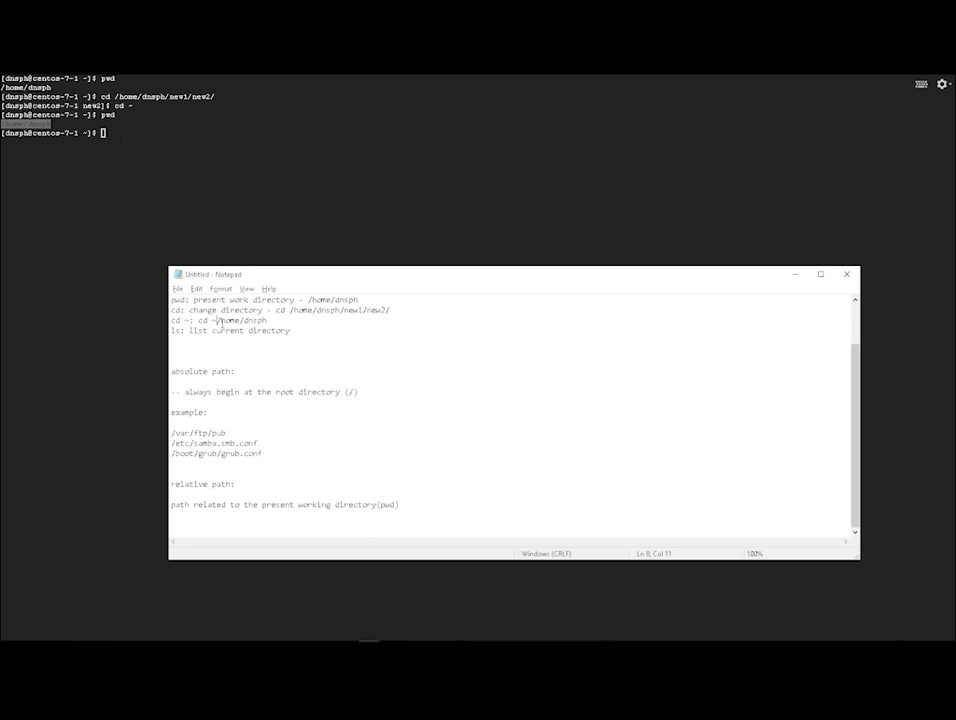 [dnsph@centos-7-1 ~]$ pwd
/home/dnsph
[dnsph@centos-7-1 ~]$ cd /home/dnsph/new1/new2/
[dnsph@centos-7-1 new2]$ cd ~
[dnsph@centos-7-1 ~]$ pwd
/home/dnsph
[dnsph@centos-7-1 ~]$
Untitled - Notepad
File Edit Format View Help
pwd: present work directory - /home/dnsph
cd: change directory - cd /home/dnsph/new1/new2/
cd ~: cd ~/home/dnsph
ls: list current directory
absolute path:
-- always begin at the root directory (/)
example:
/var/ftp/pub
/etc/samba.smb.conf
/boot/grub/grub.conf
relative path:
path related to the present working directory(pwd)
Windows (CRLF) Ln 8, Col 11 100%